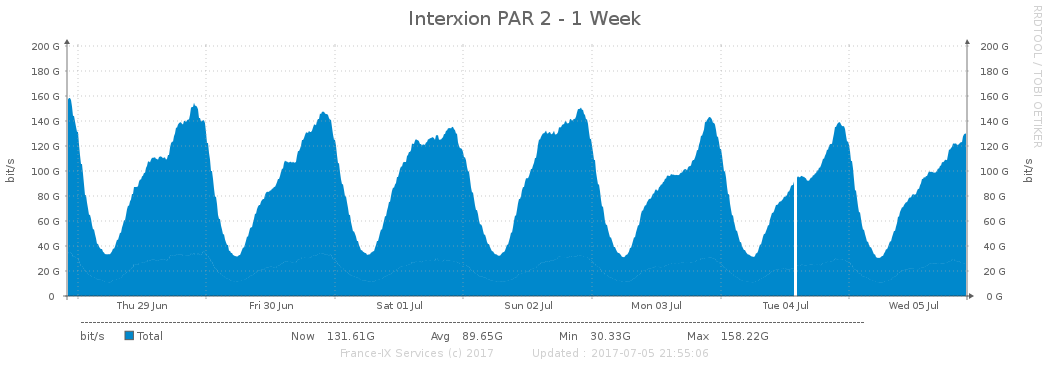 Interxion PAR 2 - 1 Week
RRDTOOL / TOBI OETIKER
bit/s
200 G 200 G
180 G 180 G
160 G 160 G
140 G 140 G
120 G 120 G
100 G 100 G
80 G 80 G
60 G 60 G
40 G 40 G
20 G 20 G
0 0 G
bit/s
Thu 29 Jun Fri 30 Jun Sat 01 Jul Sun 02 Jul Mon 03 Jul Tue 04 Jul Wed 05 Jul
bit/s Total Now 131.61G Avg 89.65G Min 30.33G Max 158.22G
France-IX Services (c) 2017 Updated : 2017-07-05 21:55:06